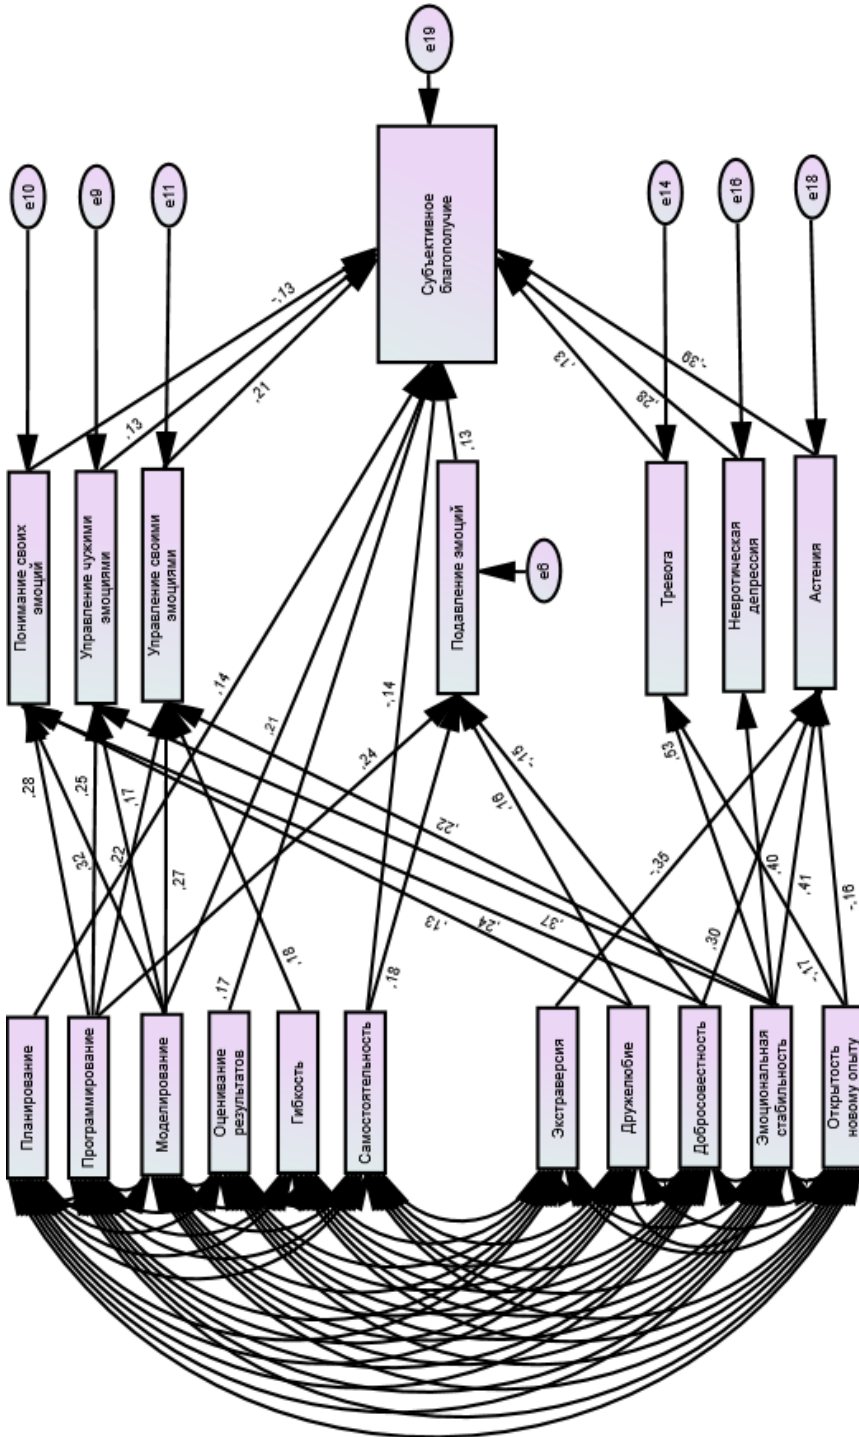 e19
e10
e9
e11
e14
e16
e18
Субъективное
благополучие
-,13
,13
,21
,13
,28
-,39
,13
Понимание своих
эмоций
Управление чужими
эмоциями
Управление своими
эмоциями
Подавление эмоций
e6
Тревога
Невротическая
депрессия
Астения
,14
,21
-,14
,24
-,15
,16
,53
,28
,25
,17
,32
,22
,27
,22
,18
,13
,24
,37
-,35
,40
,41
,30
-,17
-,16
,17
,18
Планирование
Программирование
Моделирование
Оценивание
результатов
Гибкость
Самостоятельность
Экстраверсия
Дружелюбие
Добросовестность
Эмоциональная
стабильность
Открытость
новому опыту